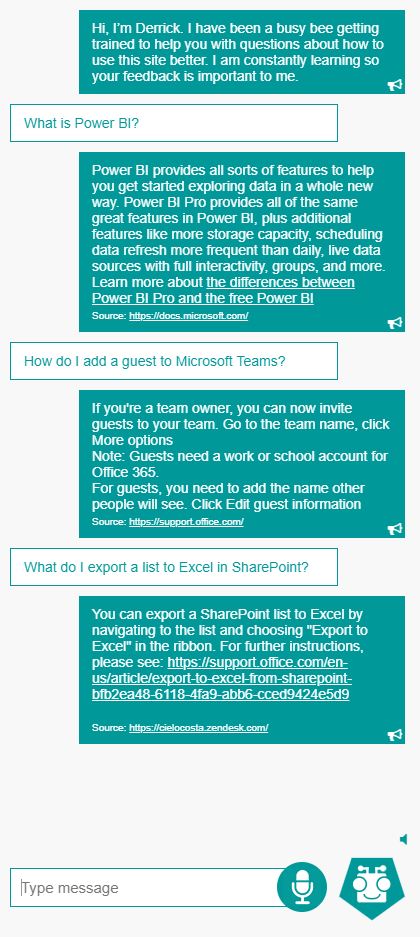 Hi, I'm Derrick. I have been a busy bee getting
trained to help you with questions about how to
use this site better. I am constantly learning so
your feedback is important to me.
What is Power BI?
Power BI provides all sorts of features to help
you get started exploring data in a whole new
way. Power BI Pro provides all of the same
great features in Power BI, plus additional
features like more storage capacity, scheduling
data refresh more frequent than daily, live data
sources with full interactivity, groups, and more.
Learn more about the differences between
Power BI Pro and the free Power BI
Source: https://docs.microsoft.com/
How do I add a guest to Microsoft Teams?
If you're a team owner, you can now invite
guests to your team. Go to the team name, click
More options
Note: Guests need a work or school account for
Office 365.
For guests, you need to add the name other
people will see. Click Edit guest information
Source: https://support.office.com/
What do I export a list to Excel in SharePoint?
You can export a SharePoint list to Excel by
navigating to the list and choosing "Export to
Excel" in the ribbon. For further instructions,
please see: https://support.office.com/en-
us/article/export-to-excel-from-sharepoint-
bfb2ea48-6118-4fa9-abb6-cced9424e5d9
Source: https://cielocosta.zendesk.com/
Type message